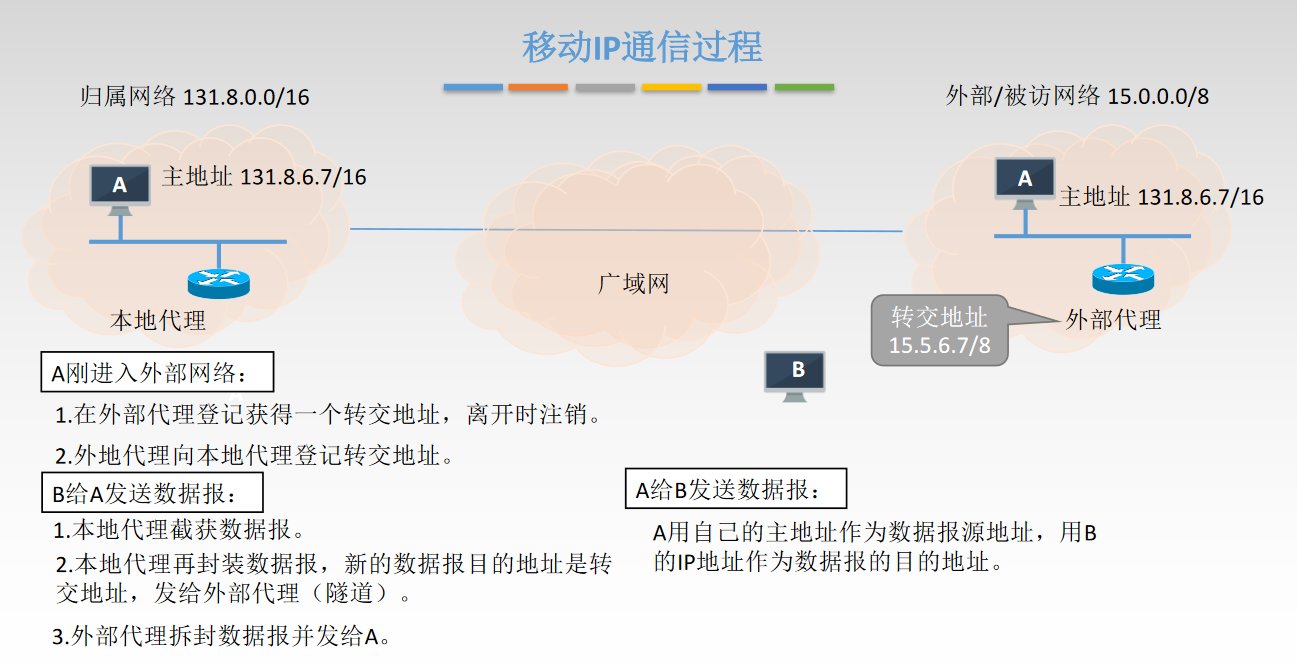 移动IP通信过程
归属网络 131.8.0.0/16
外部/被访网络 15.0.0.0/8
A
主地址 131.8.6.7/16
A
主地址 131.8.6.7/16
广域网
本地代理
转交地址
15.5.6.7/8
外部代理
B
A刚进入外部网络：
1.在外部代理登记获得一个转交地址，离开时注销。
2.外地代理向本地代理登记转交地址。
B给A发送数据报：
1.本地代理截获数据报。
2.本地代理再封装数据报，新的数据报目的地址是转
交地址，发给外部代理（隧道）。
3.外部代理拆封数据报并发给A。
A给B发送数据报：
A用自己的主地址作为数据报源地址，用B
的IP地址作为数据报的目的地址。